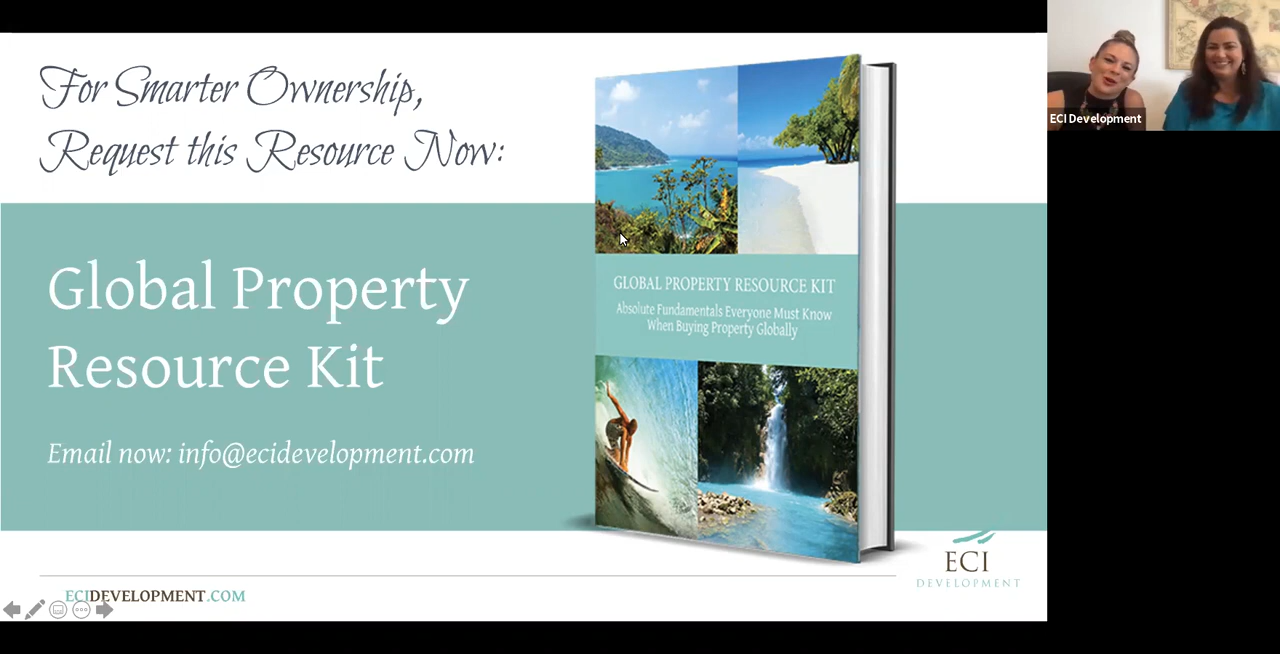 For Smarter Ownership,
Request this Resource Now:
Global Property
Resource Kit
Email now: info@ecidevelopment.com
GLOBAL PROPERTY RESOURCE KIT
Absolute Fundamentals Everyone Must Know
When Buying Property Globally
ECI
DEVELOPMENT
ECIDEVELOPMENT.COM
ECI Development